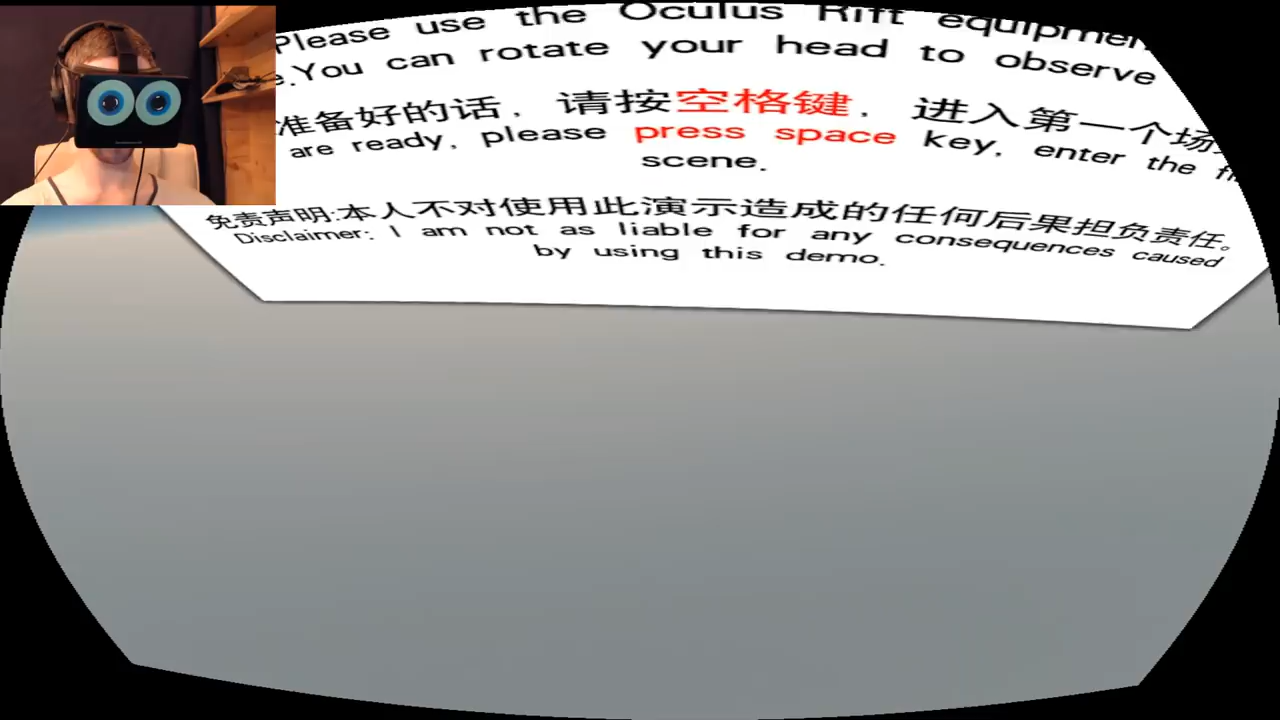 Please use the Oculus Rift
You can rotate your head to observe
准备好的话，请按空格键，进入第一个场
are ready, please press space key, enter the
scene.
免责声明:本人不对使用此演示造成的任何后果担负责任。
Disclaimer: I am not as liable for any consequences caused
by using this demo.